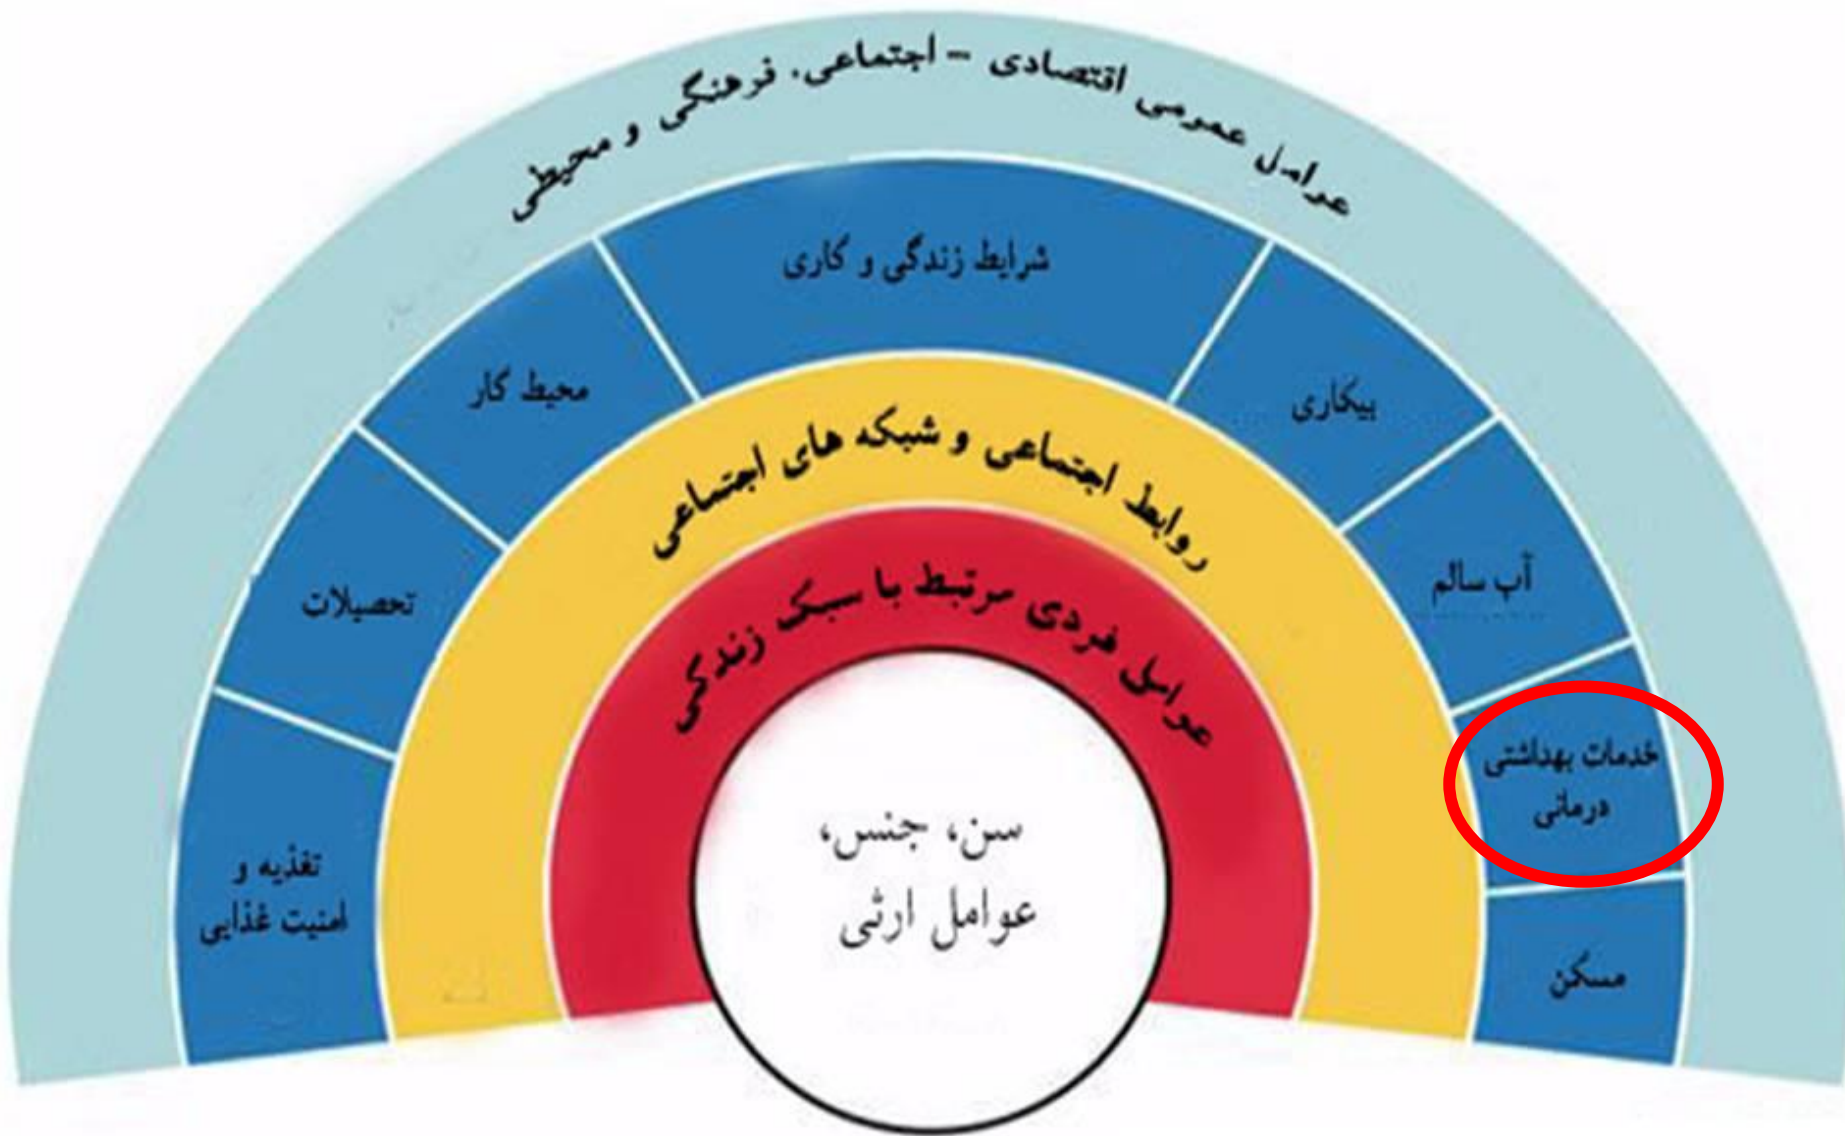 عوامل عمومی اقتصادی - اجتماعی، فرهنگی و محیطی
شرایط زندگی و کاری
محیط کار
بیکاری
تحصیلات
آب سالم
تغذیه و
امنیت غذایی
خدمات بهداشتی
درمانی
مسکن
روابط اجتماعی و شبکه های اجتماعی
عوامل فردی مرتبط با سبک زندگی
سن، جنس،
عوامل ارثی